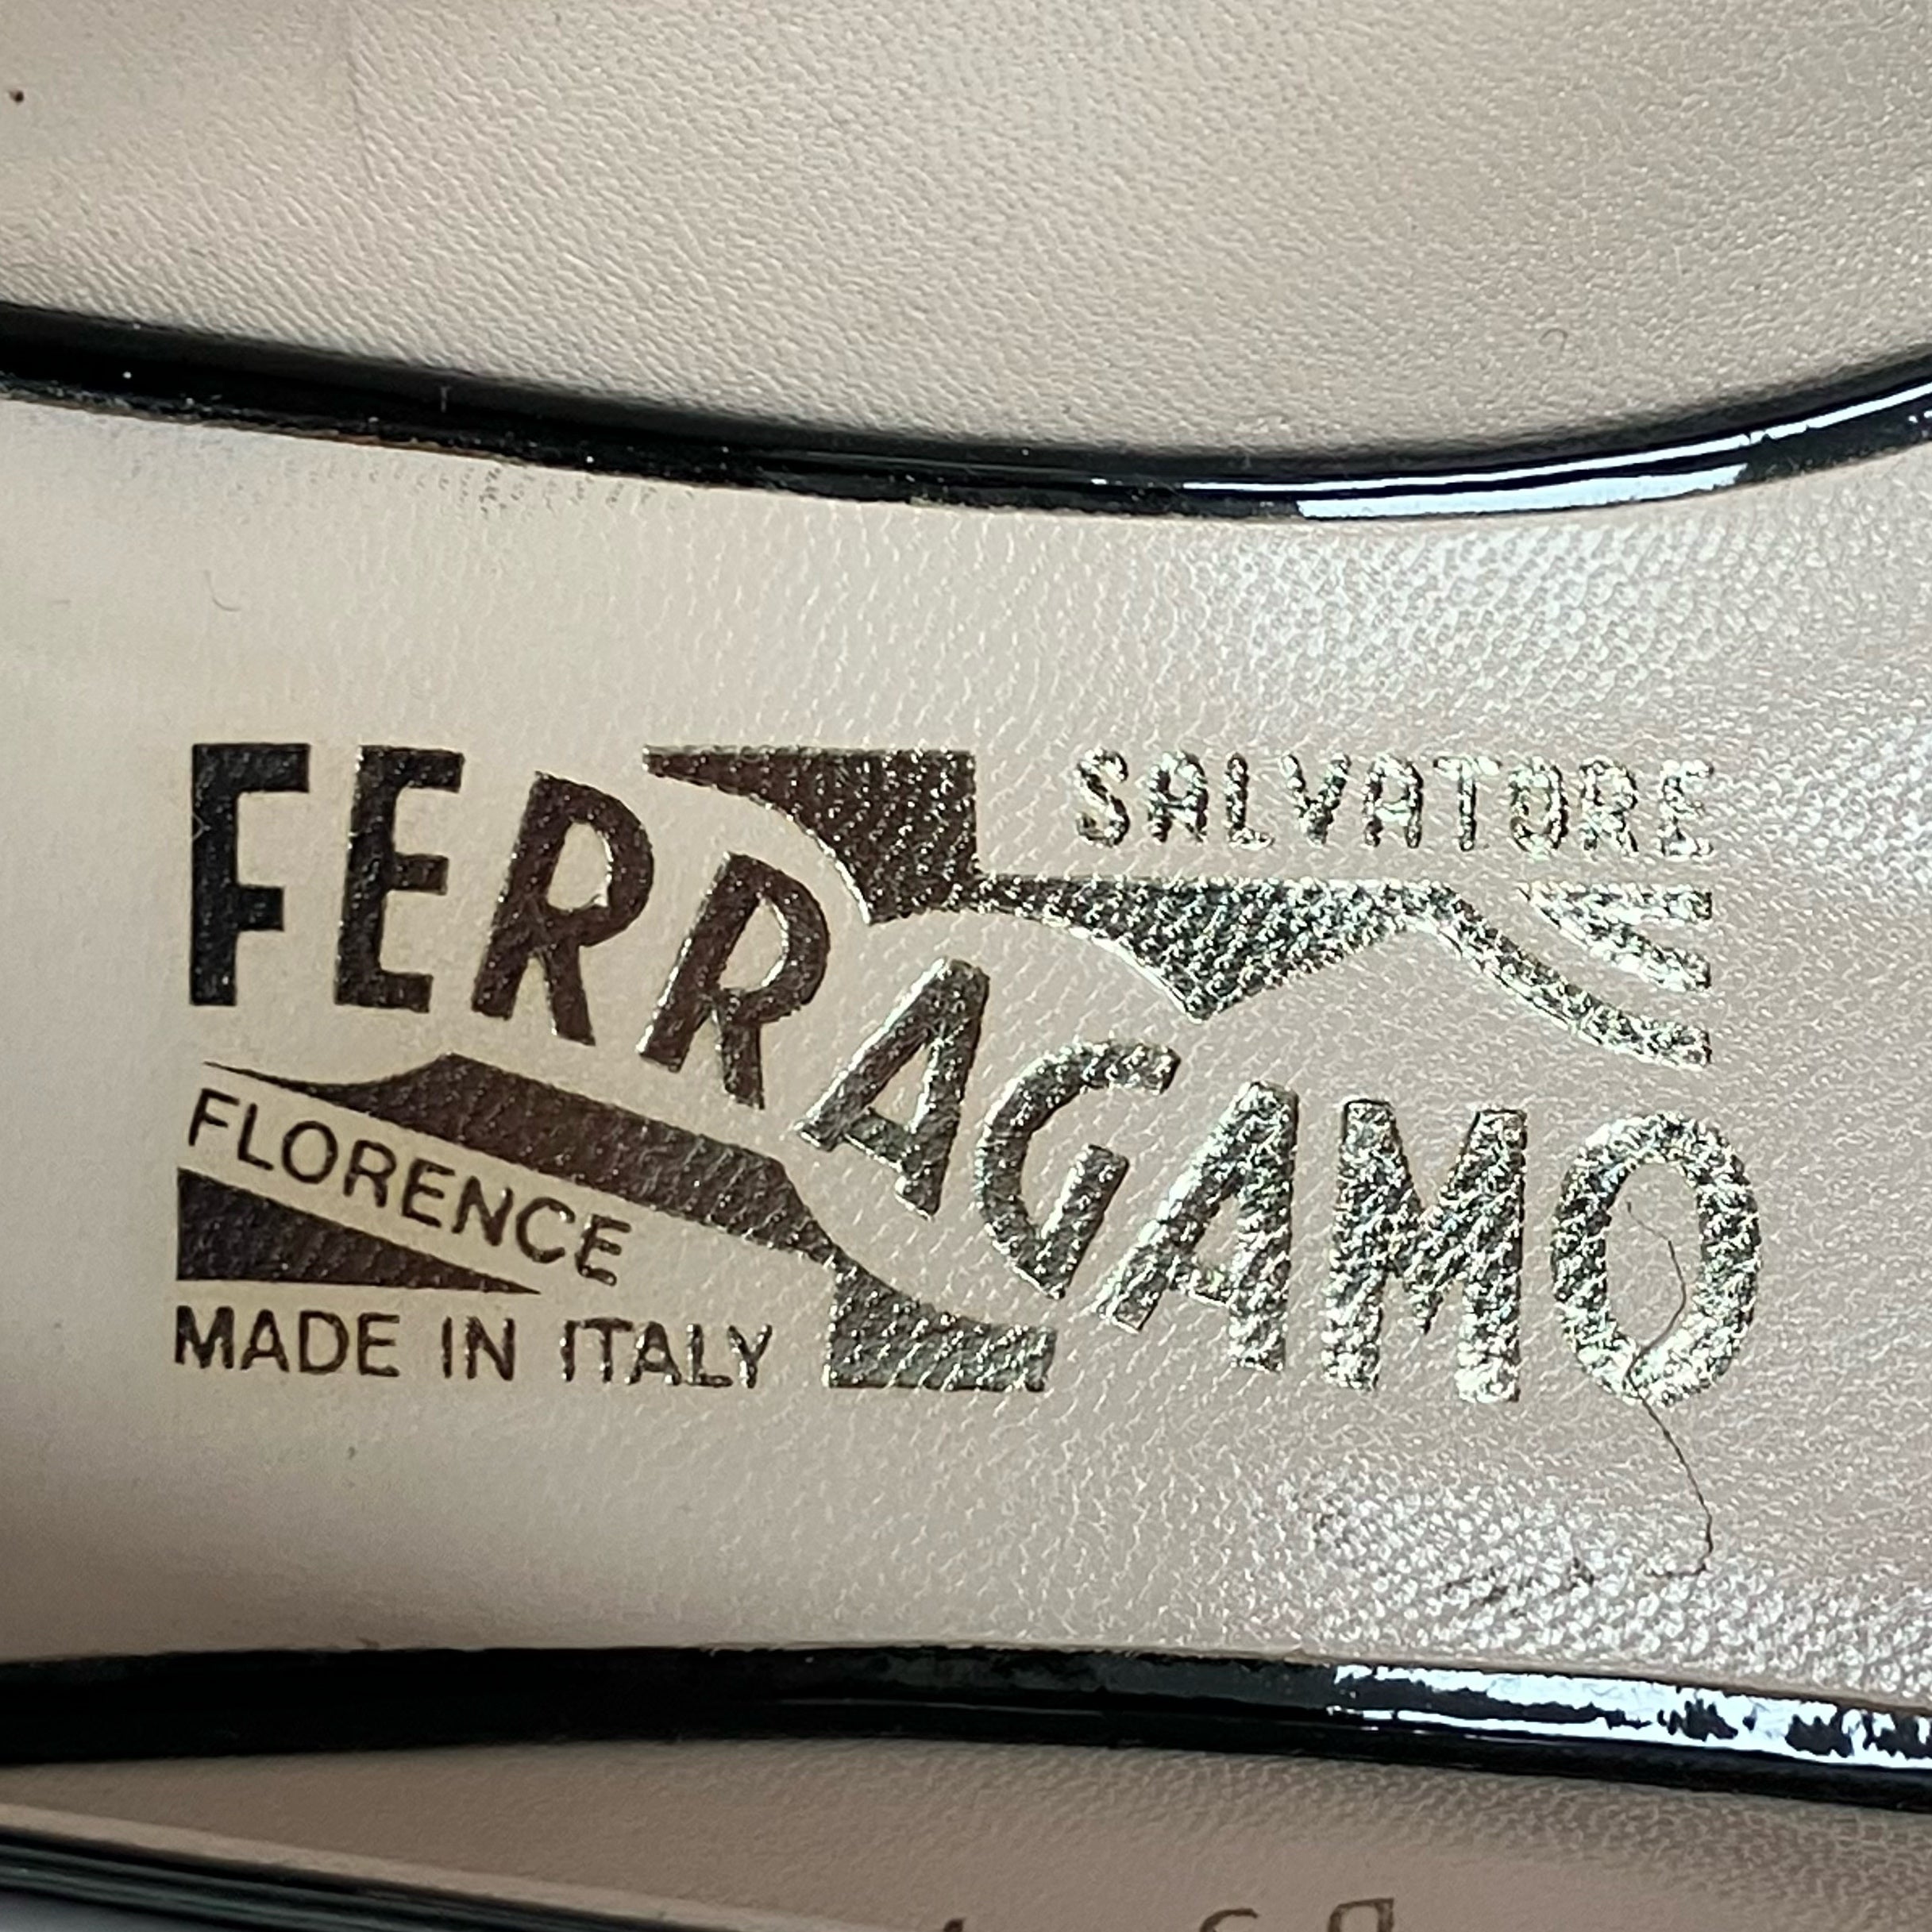 SALVATORE
FERRAGAMO
FLORENCE
MADE IN ITALY